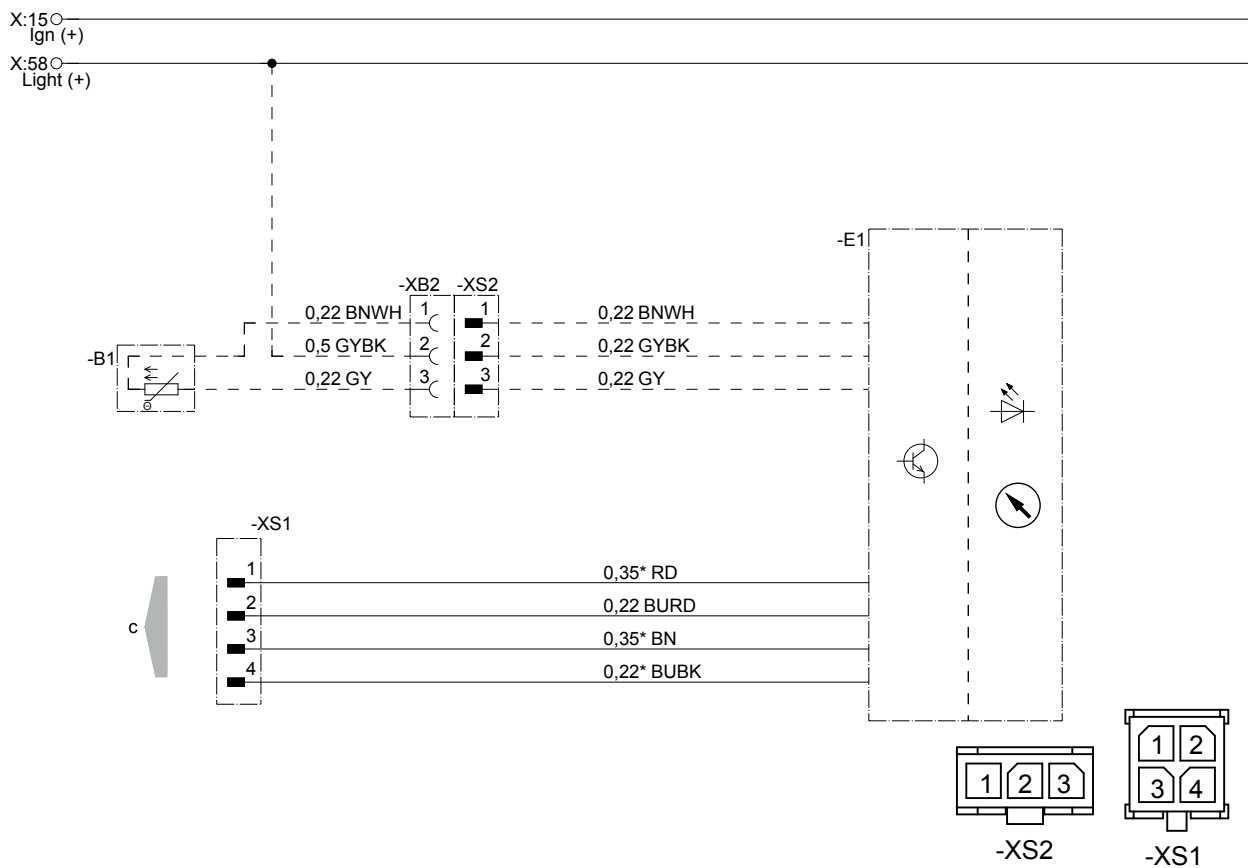 X:15
Ign (+)
X:58
Light (+)
-E1
-XB2 -XS2
0,22 BNWH 1 1 0,22 BNWH
0,5 GYBK 2 2 0,22 GYBK
-B1
0,22 GY 3 3 0,22 GY
-XS1
1 0,35* RD
2 0,22 BURD
c
3 0,35* BN
4 0,22* BUBK
1 2
1 2 3
3 4
-XS2
-XS1